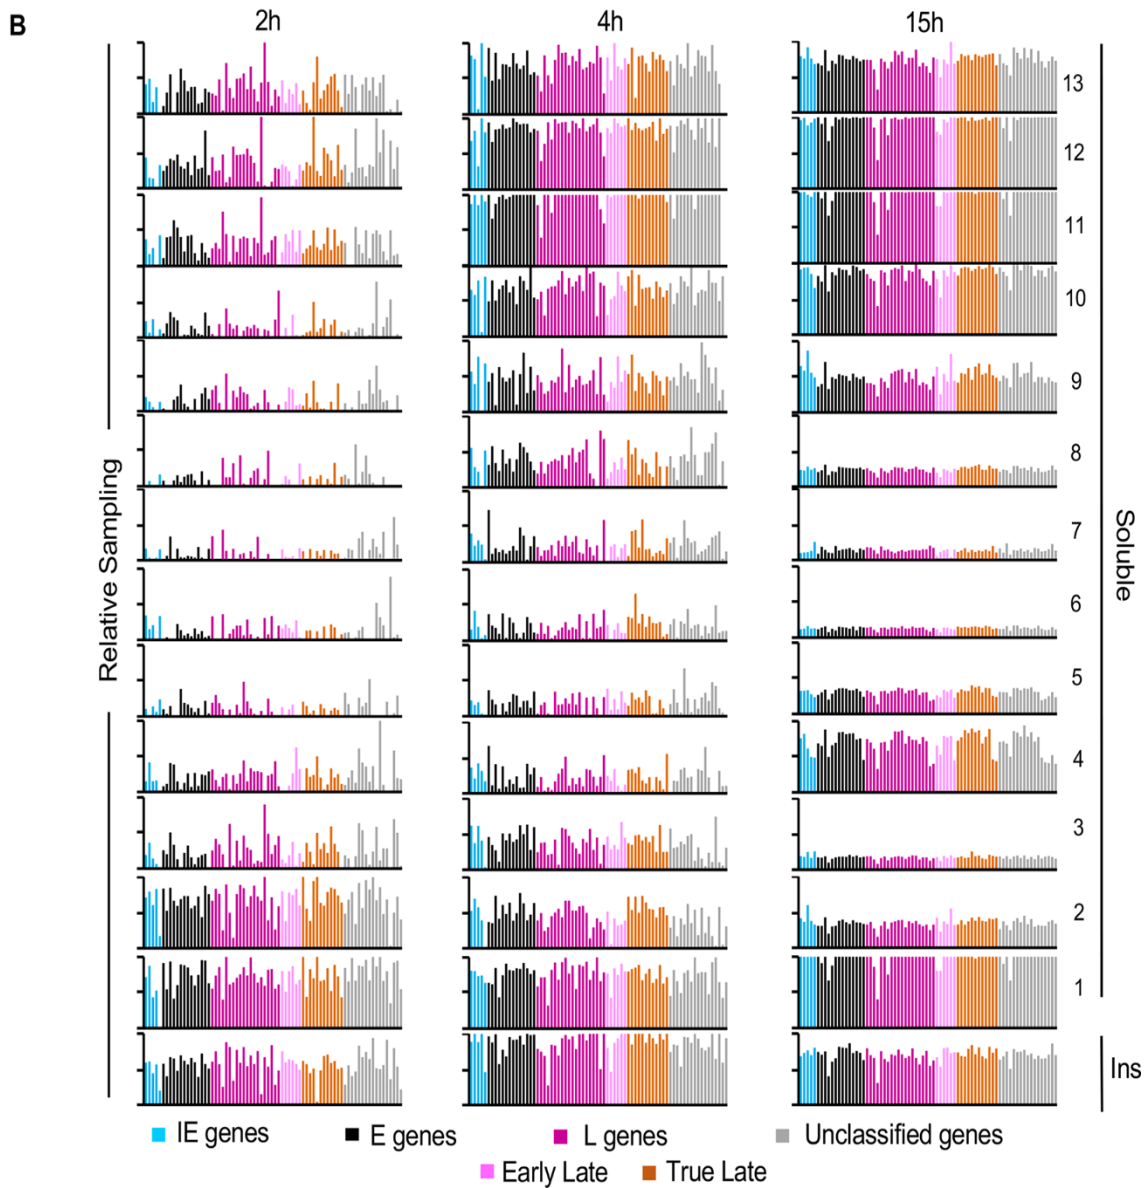 B
2h 4h 15h
13
12
11
10
9
8
7
6
5
4
3
2
1
Ins
Relative Sampling
Soluble
IE genes E genes L genes Unclassified genes
Early Late True Late